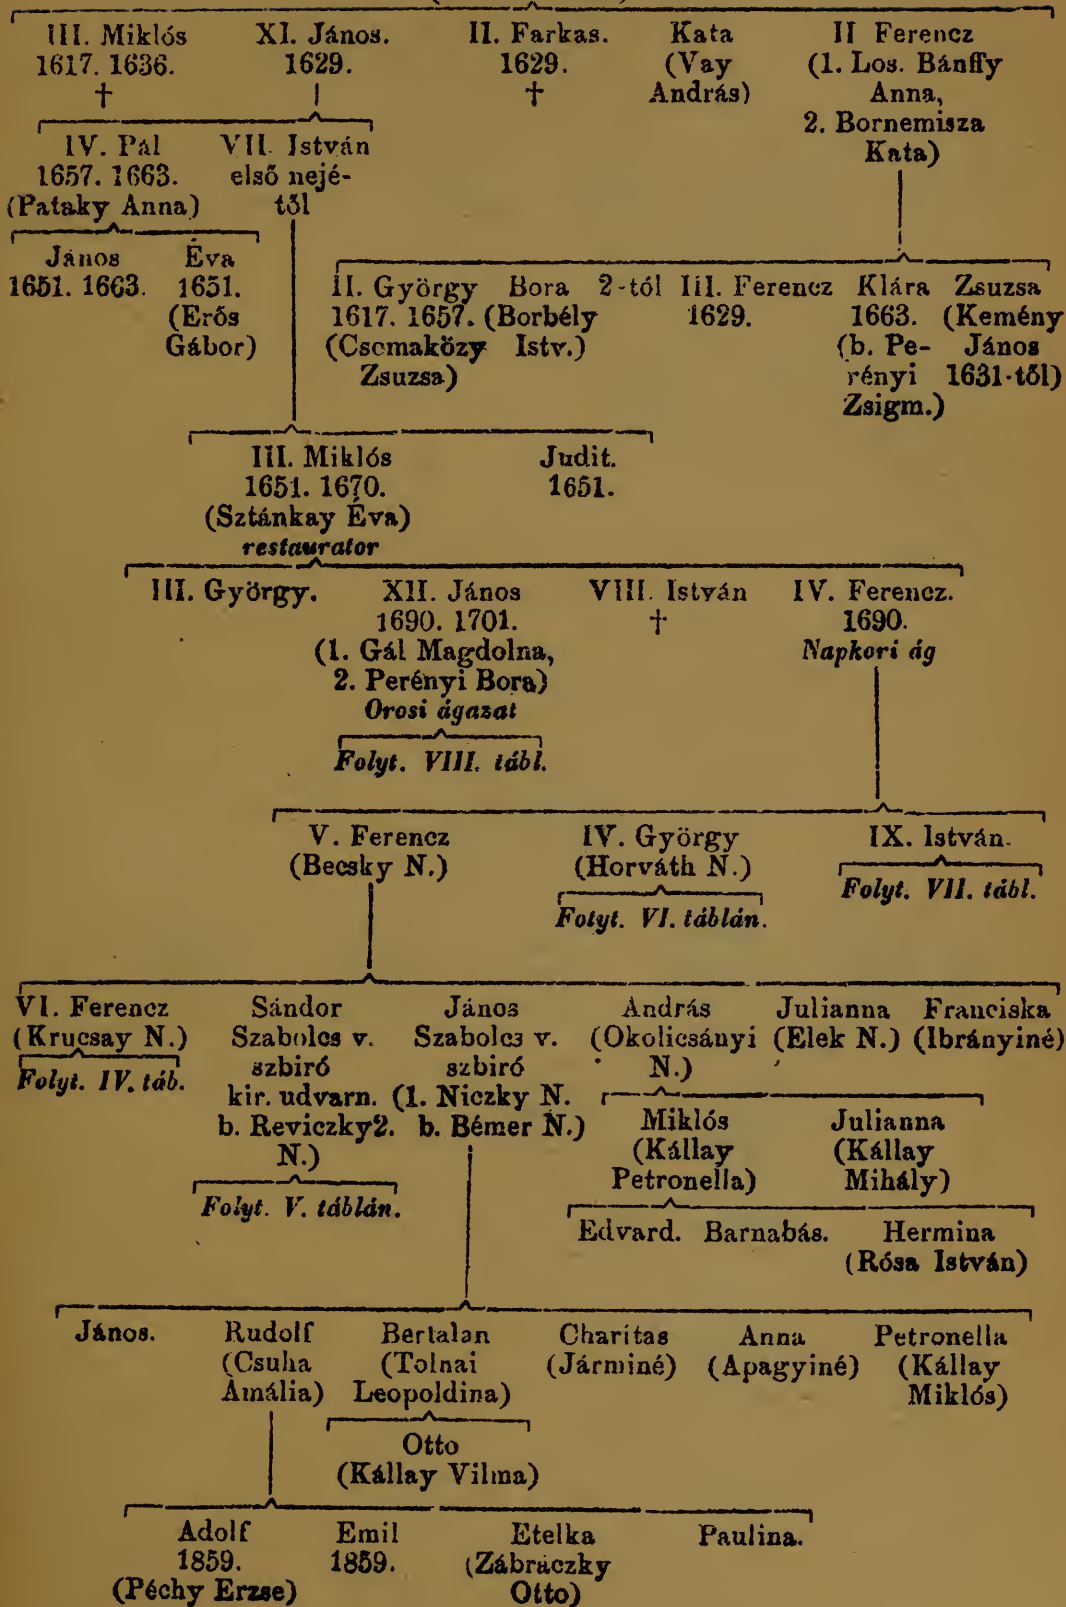 III. Miklós XI. János. II. Farkas. Kata II Ferencz
1617. 1636. 1629. 1629. (Vay (1. Los. Bánffy
† † András) Anna,
2. Bornemisza
Kata)
IV. Pál VII. István
1657. 1663. első nejé-
(Pataky Anna) től
János Éva
1651. 1663. 1651.
(Erős
Gábor)
II. György Bora 2-tól III. Ferencz Klára Zsuzsa
1617. 1657. (Borbély 1629. 1663. (Kemény
(Csomaközy Istv.) (b. Pe- János
Zsuzsa) rényi 1631-től)
Zsigm.)
III. Miklós Judit.
1651. 1670. 1651.
(Sztánkay Éva)
restaurator
III. György. XII. János VIII. István IV. Ferencz.
1690. 1701. † 1690.
(1. Gál Magdolna, Napkori ág
2. Perényi Bora)
Orosi ágazat
Folyt. VIII. tábl.
V. Ferencz IV. György IX. István.
(Becsky N.) (Horváth N.) Folyt. VII. tábl.
Folyt. VI. táblán.
VI. Ferencz Sándor János András Julianna Franciska
(Krucsay N.) Szabolcs v. Szabolcs v. (Okolicsányi (Elek N.) (Ibrányiné)
Folyt. IV. táb. szbiró szbiró N.)
kir. udvarn. (1. Niczky N.
b. Reviczky 2. b. Bémer N.)
N.)
Folyt. V. táblán.
Miklós Julianna
(Kállay (Kállay
Petronella) Mihály)
Edvard. Barnabás. Hermina
(Rósa István)
János. Rudolf Bertalan Charitas Anna Petronella
(Csuha (Tolnai (Járminé) (Apagyiné) (Kállay
Amália) Leopoldina) Miklós)
Otto
(Kállay Vilma)
Adolf Emil Etelka Paulina.
1859. 1859. (Zábráczky
(Péchy Erzse) Otto)